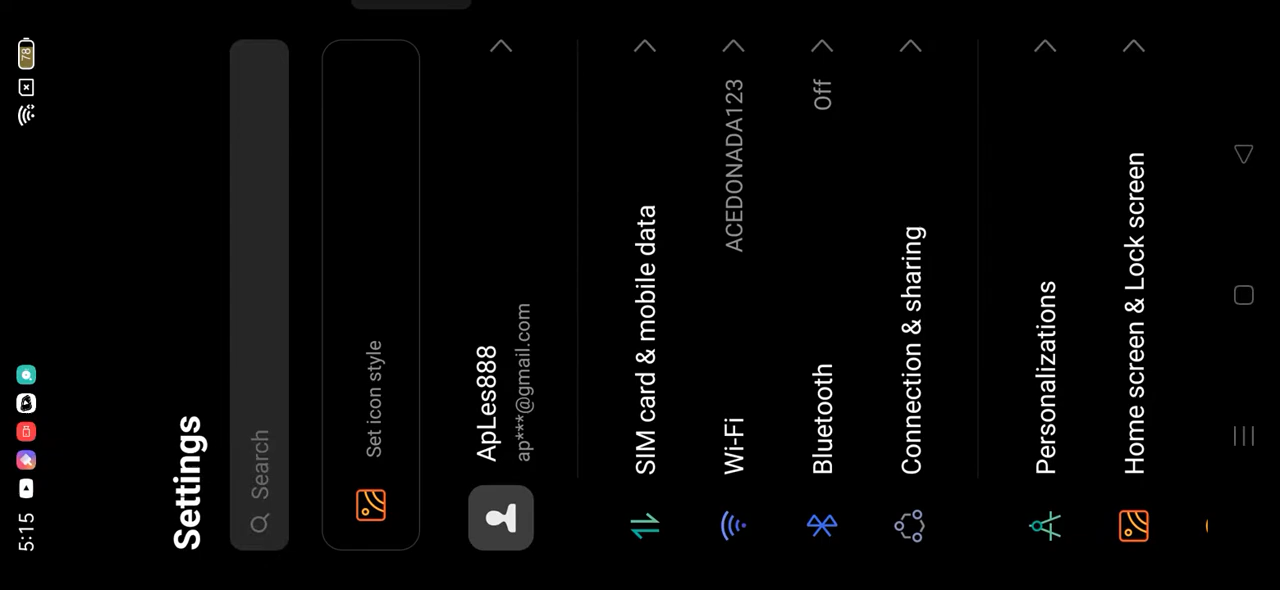 5:15
78
Settings
Search
Set icon style
ApLes888
ap***@gmail.com
SIM card & mobile data
Wi-Fi ACEDONADA123
Bluetooth Off
Connection & sharing
Personalizations
Home screen & Lock screen